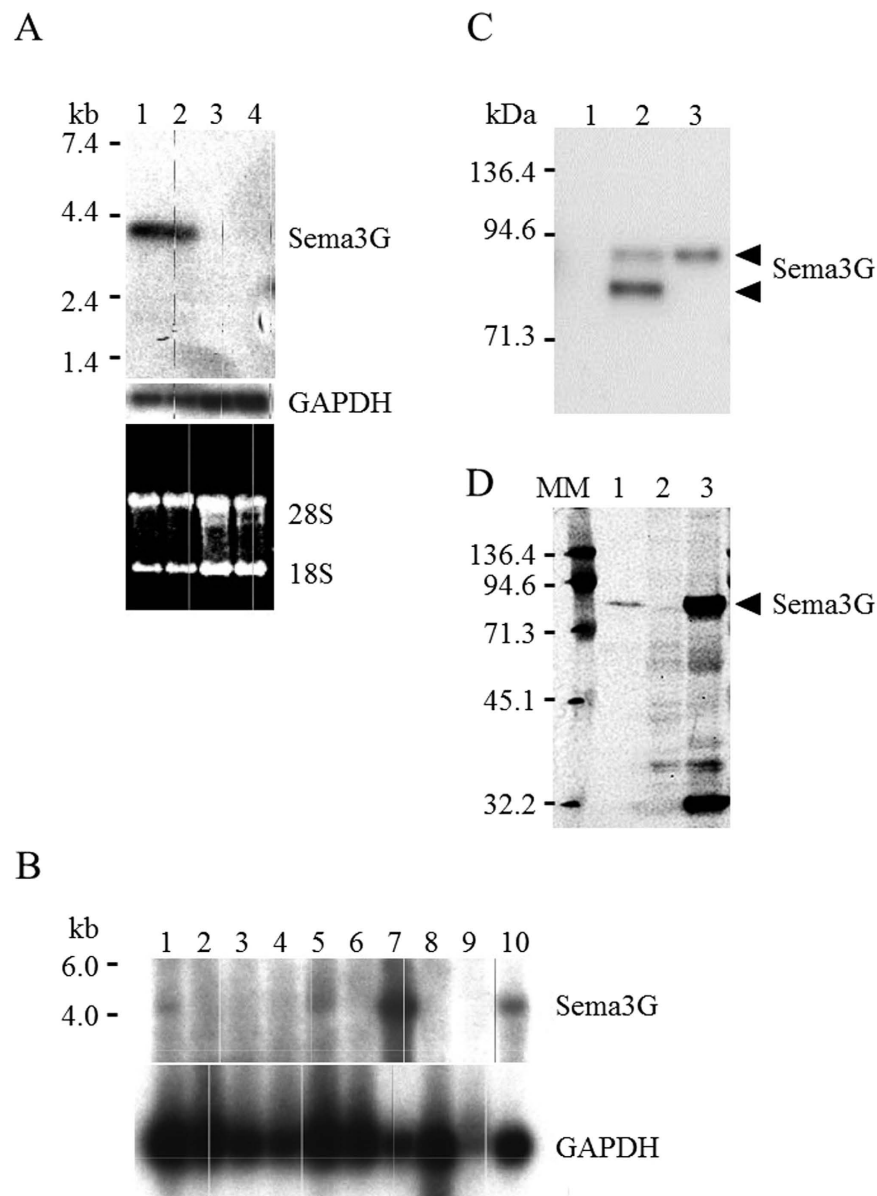 A
kb 1 2 3 4
7.4
4.4
Sema3G
2.4
1.4
GAPDH
28S
18S
C
kDa 1 2 3
136.4
94.6
Sema3G
71.3
D MM 1 2 3
136.4
94.6
Sema3G
71.3
45.1
32.2
B
kb 1 2 3 4 5 6 7 8 9 10
6.0
Sema3G
4.0
GAPDH